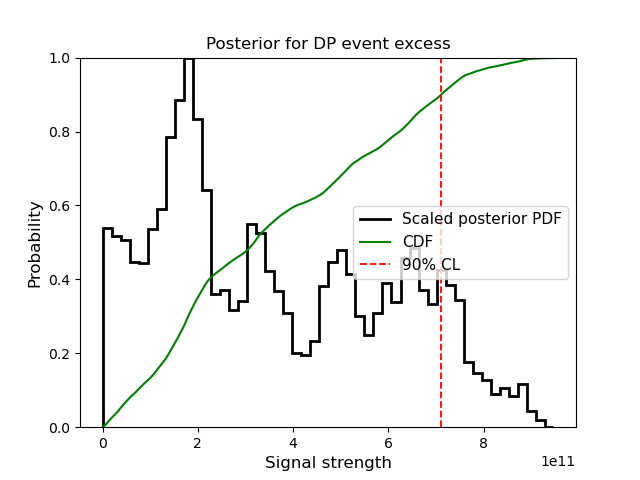 Posterior for DP event excess
1.0
0.8
0.6
0.4
0.2
0.0
Probability
Scaled posterior PDF
CDF
90% CL
0
2
4
6
8
1e11
Signal strength